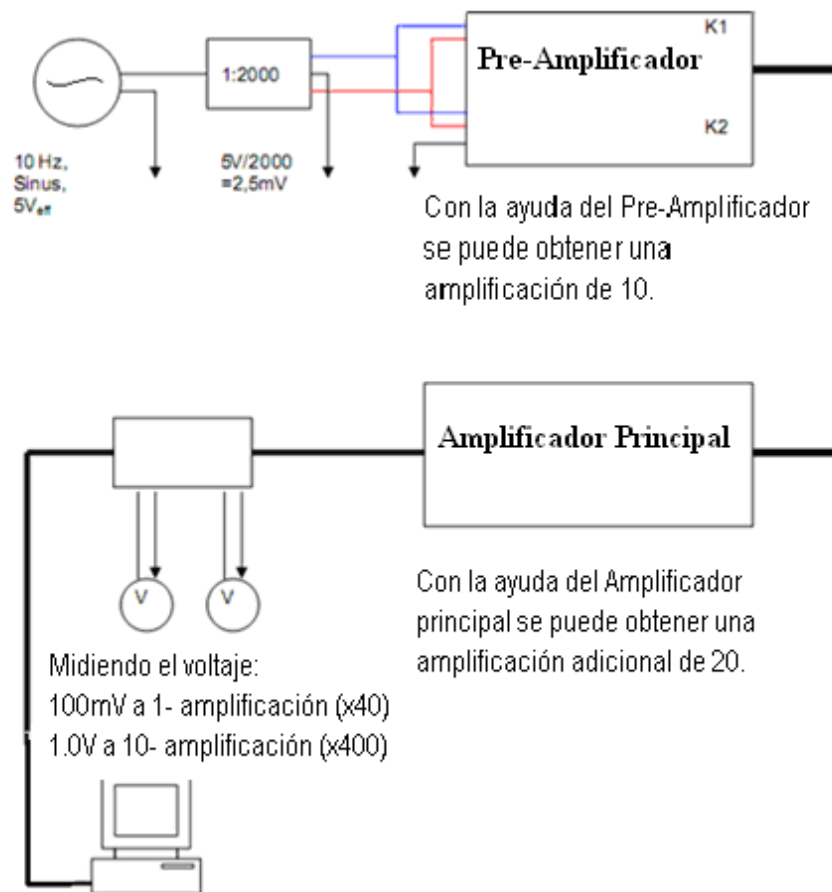 10 Hz,
Sinus,
5Veff
1:2000
5V/2000
=2,5mV
Pre-Amplificador
K1
K2
Con la ayuda del Pre-Amplificador
se puede obtener una
amplificación de 10.
Amplificador Principal
V
V
Midiendo el voltaje:
100mV a 1- amplificación (x40)
1.0V a 10- amplificación (x400)
Con la ayuda del Amplificador
principal se puede obtener una
amplificación adicional de 20.